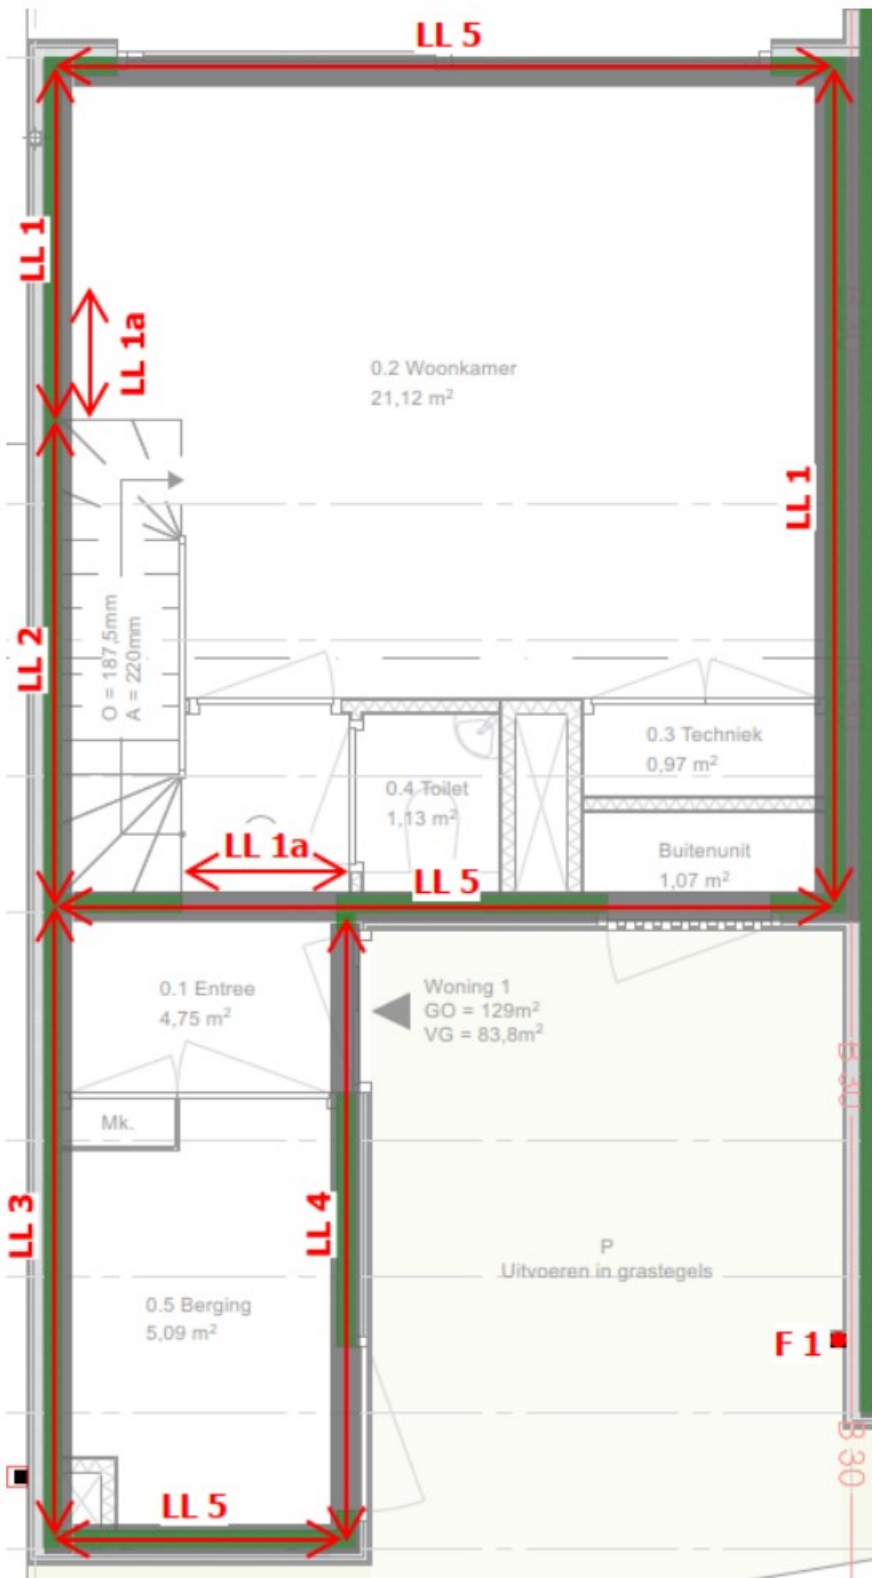 LL 5
LL 1
LL 1a
0.2 Woonkamer
21,12 m²
LL 1
LL 2
O = 187,5mm
A = 220mm
0.3 Techniek
0,97 m²
0.4 Toilet
1,13 m²
LL 1a
LL 5
Buitenunit
1,07 m²
0.1 Entree
4,75 m²
Woning 1
GO = 129m²
VG = 83,8m²
B 30
Mk.
LL 3
LL 4
P
Uitvoeren in grastegels
0.5 Berging
5,09 m²
F 1
B 30
LL 5